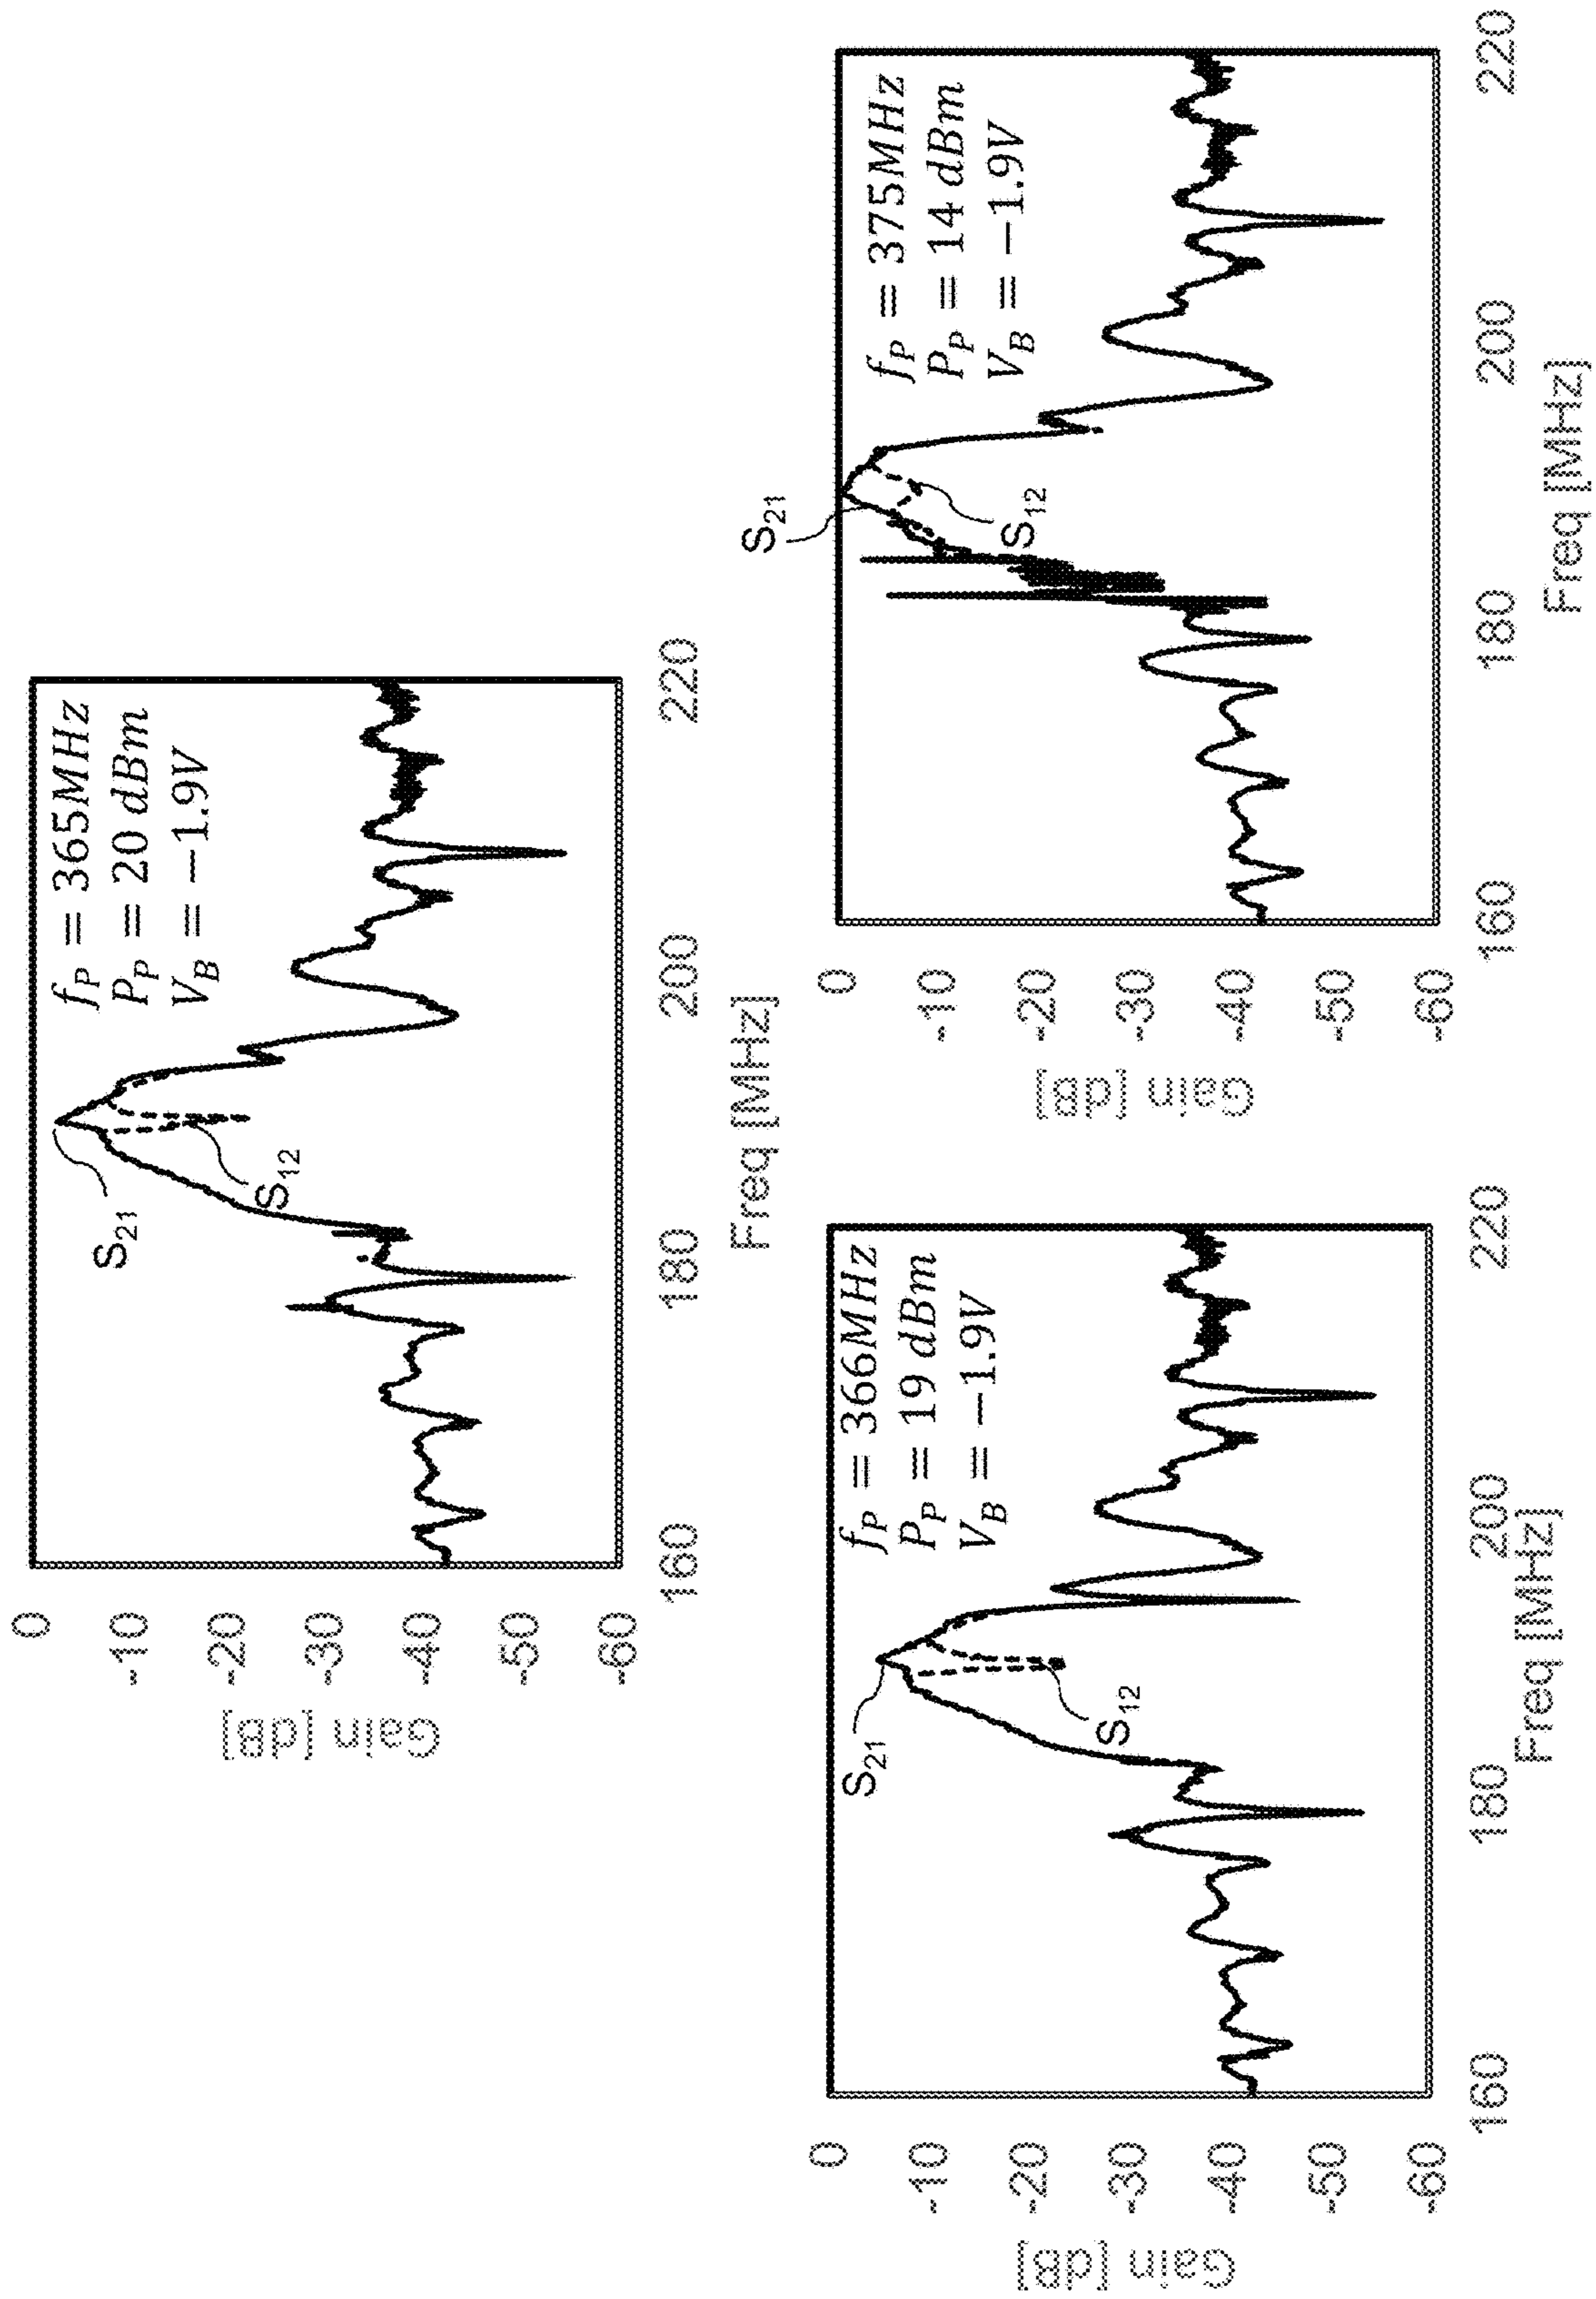 Gain [dB]
0
-10
-20
-30
-40
-50
-60
f_P = 365MHz
P_P = 20 dBm
V_B = −1.9V
S21
S12
160
180
200
220
Freq [MHz]
Gain [dB]
0
-10
-20
-30
-40
-50
-60
f_P = 366MHz
P_P = 19 dBm
V_B = −1.9V
S21
S12
160
180
200
220
Freq [MHz]
Gain [dB]
0
-10
-20
-30
-40
-50
-60
S21
f_P = 375MHz
P_P = 14 dBm
V_B = −1.9V
S12
160
180
200
220
Freq [MHz]